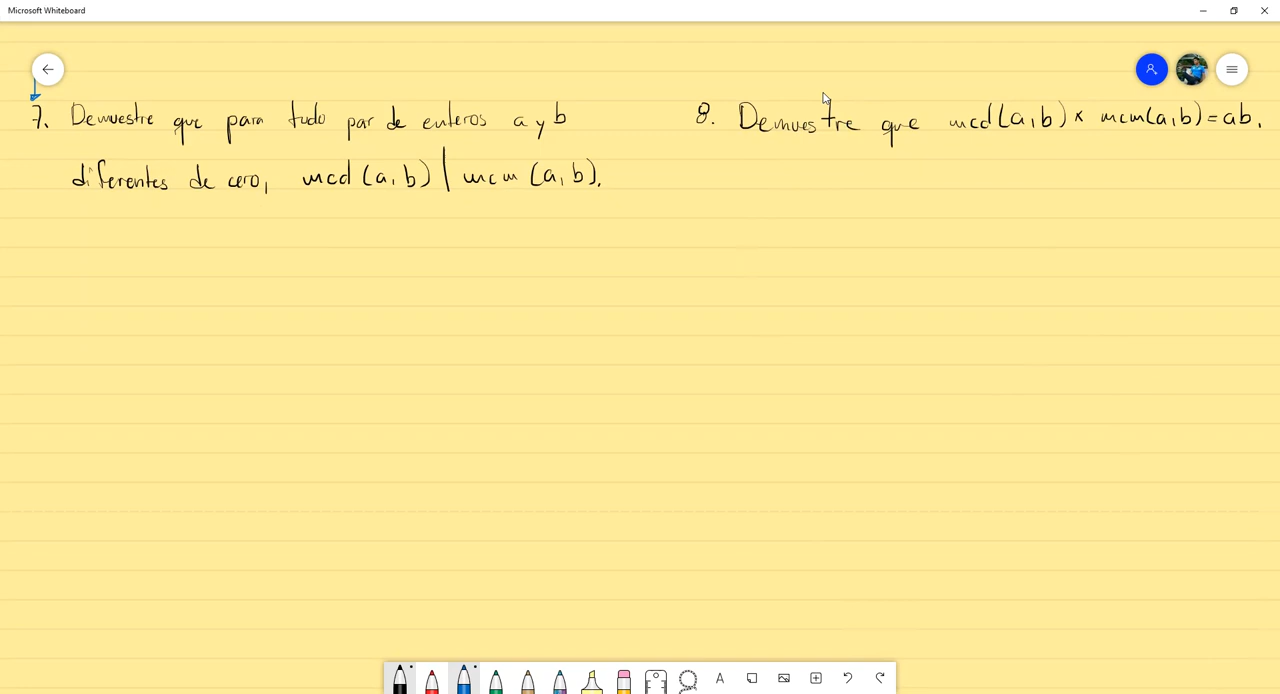 Microsoft Whiteboard
7. Demuestre que para todo par de enteros a y b
diferentes de cero, mcd (a, b) | mcm (a, b).
8. Demuestre que mcd(a,b) × mcm(a,b) = ab.
A